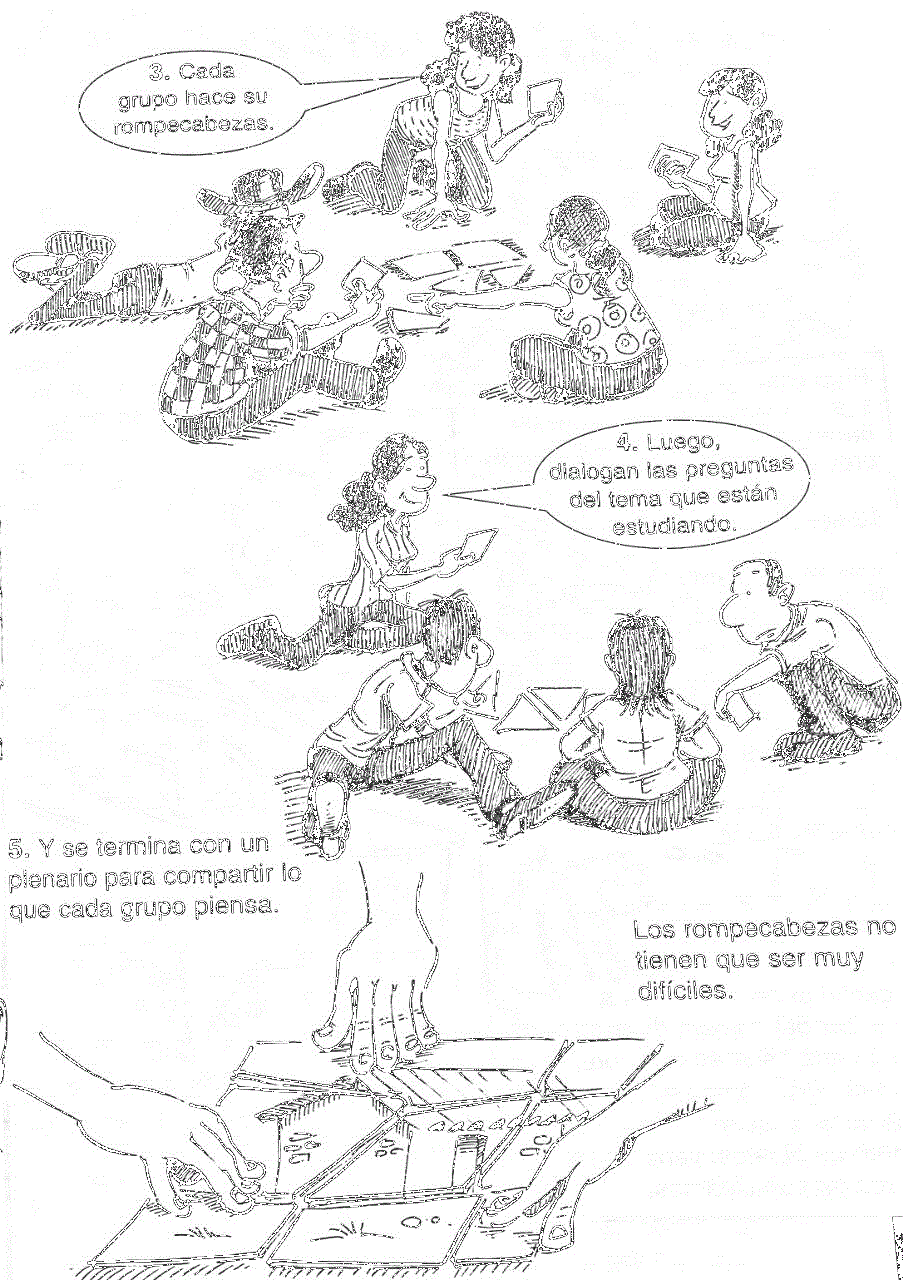 3. Cada
grupo hace su
rompecabezas.
4. Luego,
dialogan las preguntas
del tema que están
estudiando.
5. Y se termina con un
plenario para compartir lo
que cada grupo piensa.
Los rompecabezas no
tienen que ser muy
difíciles.